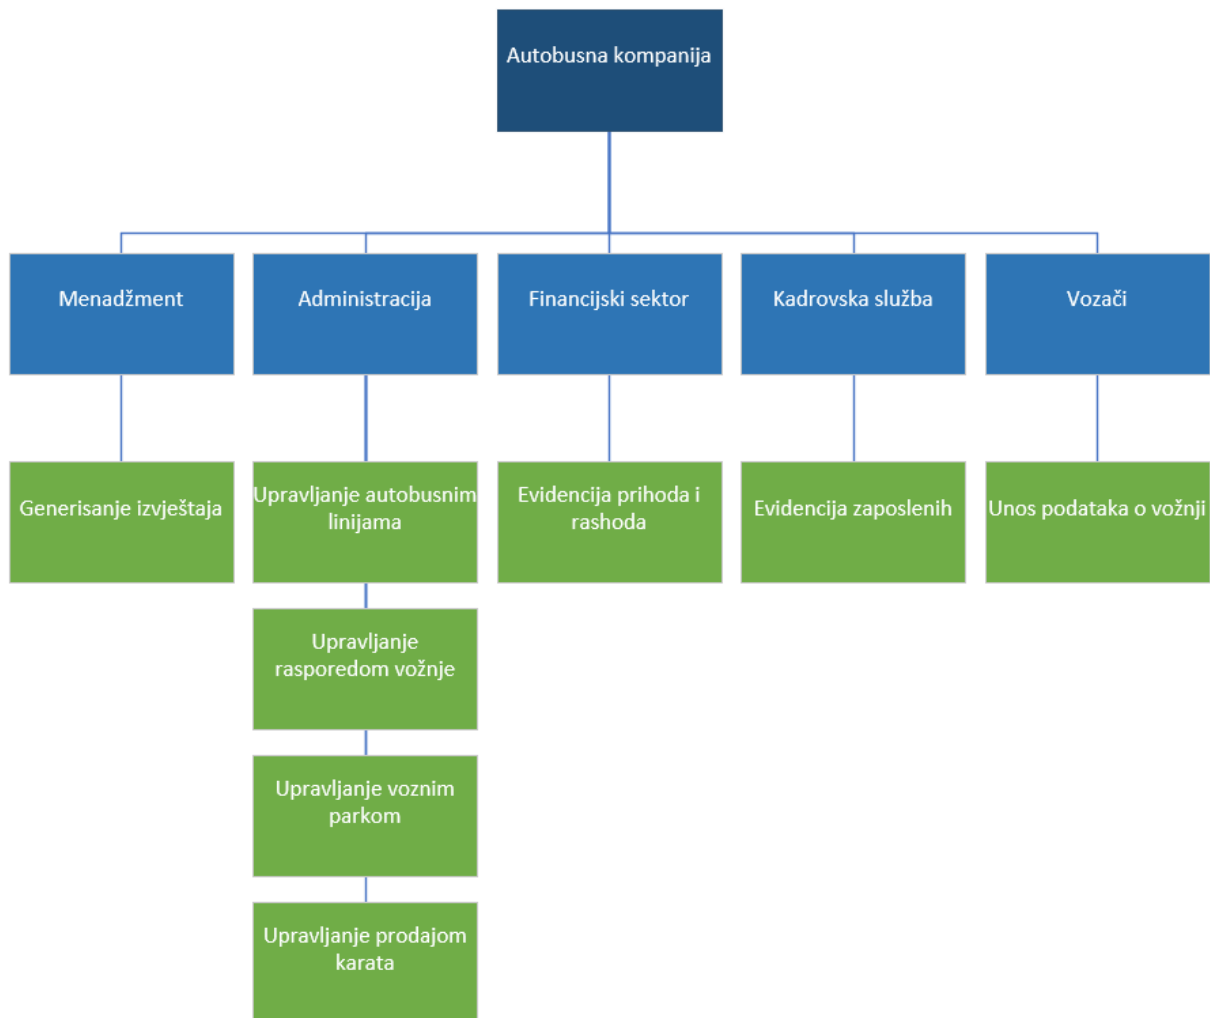 Autobusna kompanija
Menadžment
Administracija
Financijski sektor
Kadrovska služba
Vozači
Generisanje izvještaja
Upravljanje autobusnim
linijama
Evidencija prihoda i
rashoda
Evidencija zaposlenih
Unos podataka o vožnji
Upravljanje
rasporedom vožnje
Upravljanje voznim
parkom
Upravljanje prodajom
karata